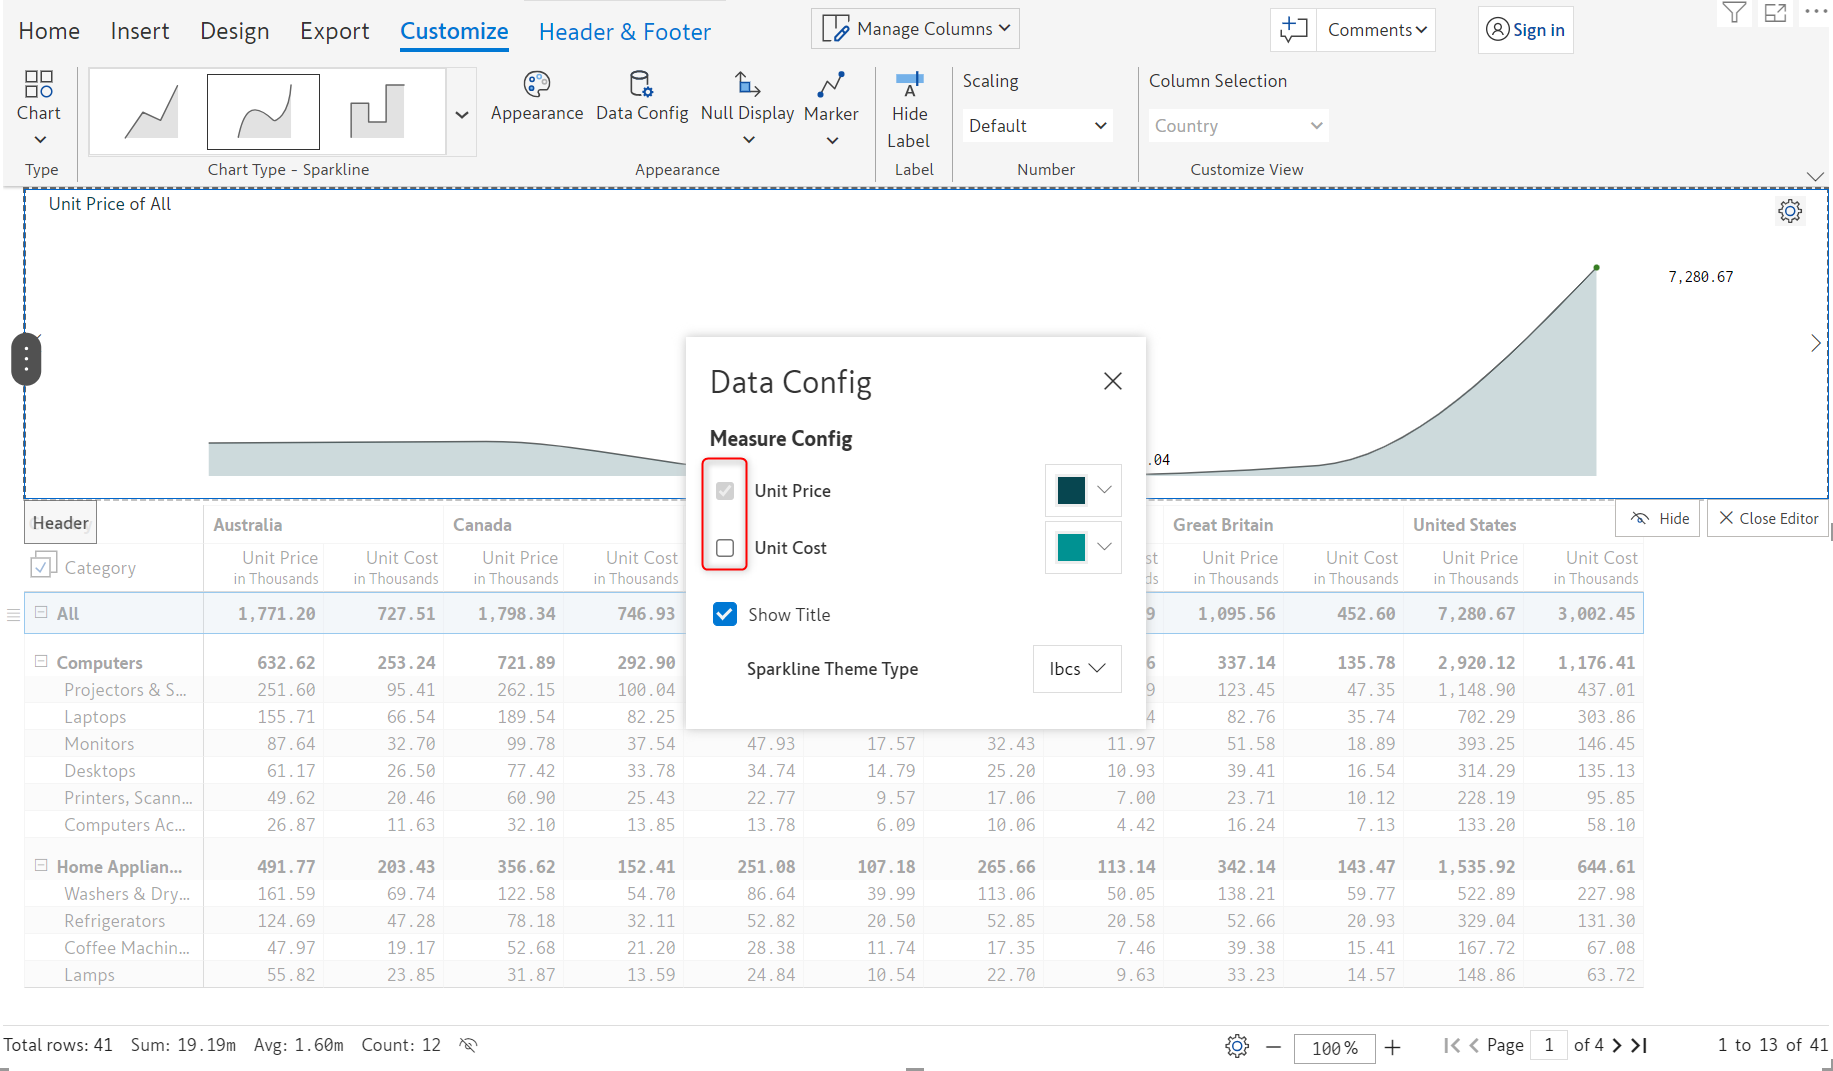 Home Insert Design Export Customize Header & Footer Manage Columns Comments Sign in
Chart
Type
Chart Type - Sparkline
Appearance Data Config Null Display Marker
Appearance
Hide
Label
Label
Scaling
Default
Number
Column Selection
Country
Customize View
Unit Price of All
7,280.67
.04
Data Config
Measure Config
Unit Price
Unit Cost
Show Title
Sparkline Theme Type Ibcs
Hide Close Editor
Header Australia Canada Great Britain United States
Category Unit Price Unit Cost Unit Price Unit Cost st Unit Price Unit Cost Unit Price Unit Cost
in Thousands in Thousands in Thousands in Thousands ds in Thousands in Thousands in Thousands in Thousands
All 1,771.20 727.51 1,798.34 746.93 9 1,095.56 452.60 7,280.67 3,002.45
Computers 632.62 253.24 721.89 292.90 6 337.14 135.78 2,920.12 1,176.41
Projectors & S... 251.60 95.41 262.15 100.04 9 123.45 47.35 1,148.90 437.01
Laptops 155.71 66.54 189.54 82.25 4 82.76 35.74 702.29 303.86
Monitors 87.64 32.70 99.78 37.54 47.93 17.57 32.43 11.97 51.58 18.89 393.25 146.45
Desktops 61.17 26.50 77.42 33.78 34.74 14.79 25.20 10.93 39.41 16.54 314.29 135.13
Printers, Scann... 49.62 20.46 60.90 25.43 22.77 9.57 17.06 7.00 23.71 10.12 228.19 95.85
Computers Ac... 26.87 11.63 32.10 13.85 13.78 6.09 10.06 4.42 16.24 7.13 133.20 58.10
Home Applian... 491.77 203.43 356.62 152.41 251.08 107.18 265.66 113.14 342.14 143.47 1,535.92 644.61
Washers & Dry... 161.59 69.74 122.58 54.70 86.64 39.99 113.06 50.05 138.21 59.77 522.89 227.98
Refrigerators 124.69 47.28 78.18 32.11 52.82 20.50 52.85 20.58 52.66 20.93 329.04 131.30
Coffee Machin... 47.97 19.17 52.68 21.20 28.38 11.74 17.35 7.46 39.38 15.41 167.72 67.08
Lamps 55.82 23.85 31.87 13.59 24.84 10.54 22.70 9.63 33.23 14.57 148.86 63.72
Total rows: 41 Sum: 19.19m Avg: 1.60m Count: 12 100% Page 1 of 4 1 to 13 of 41